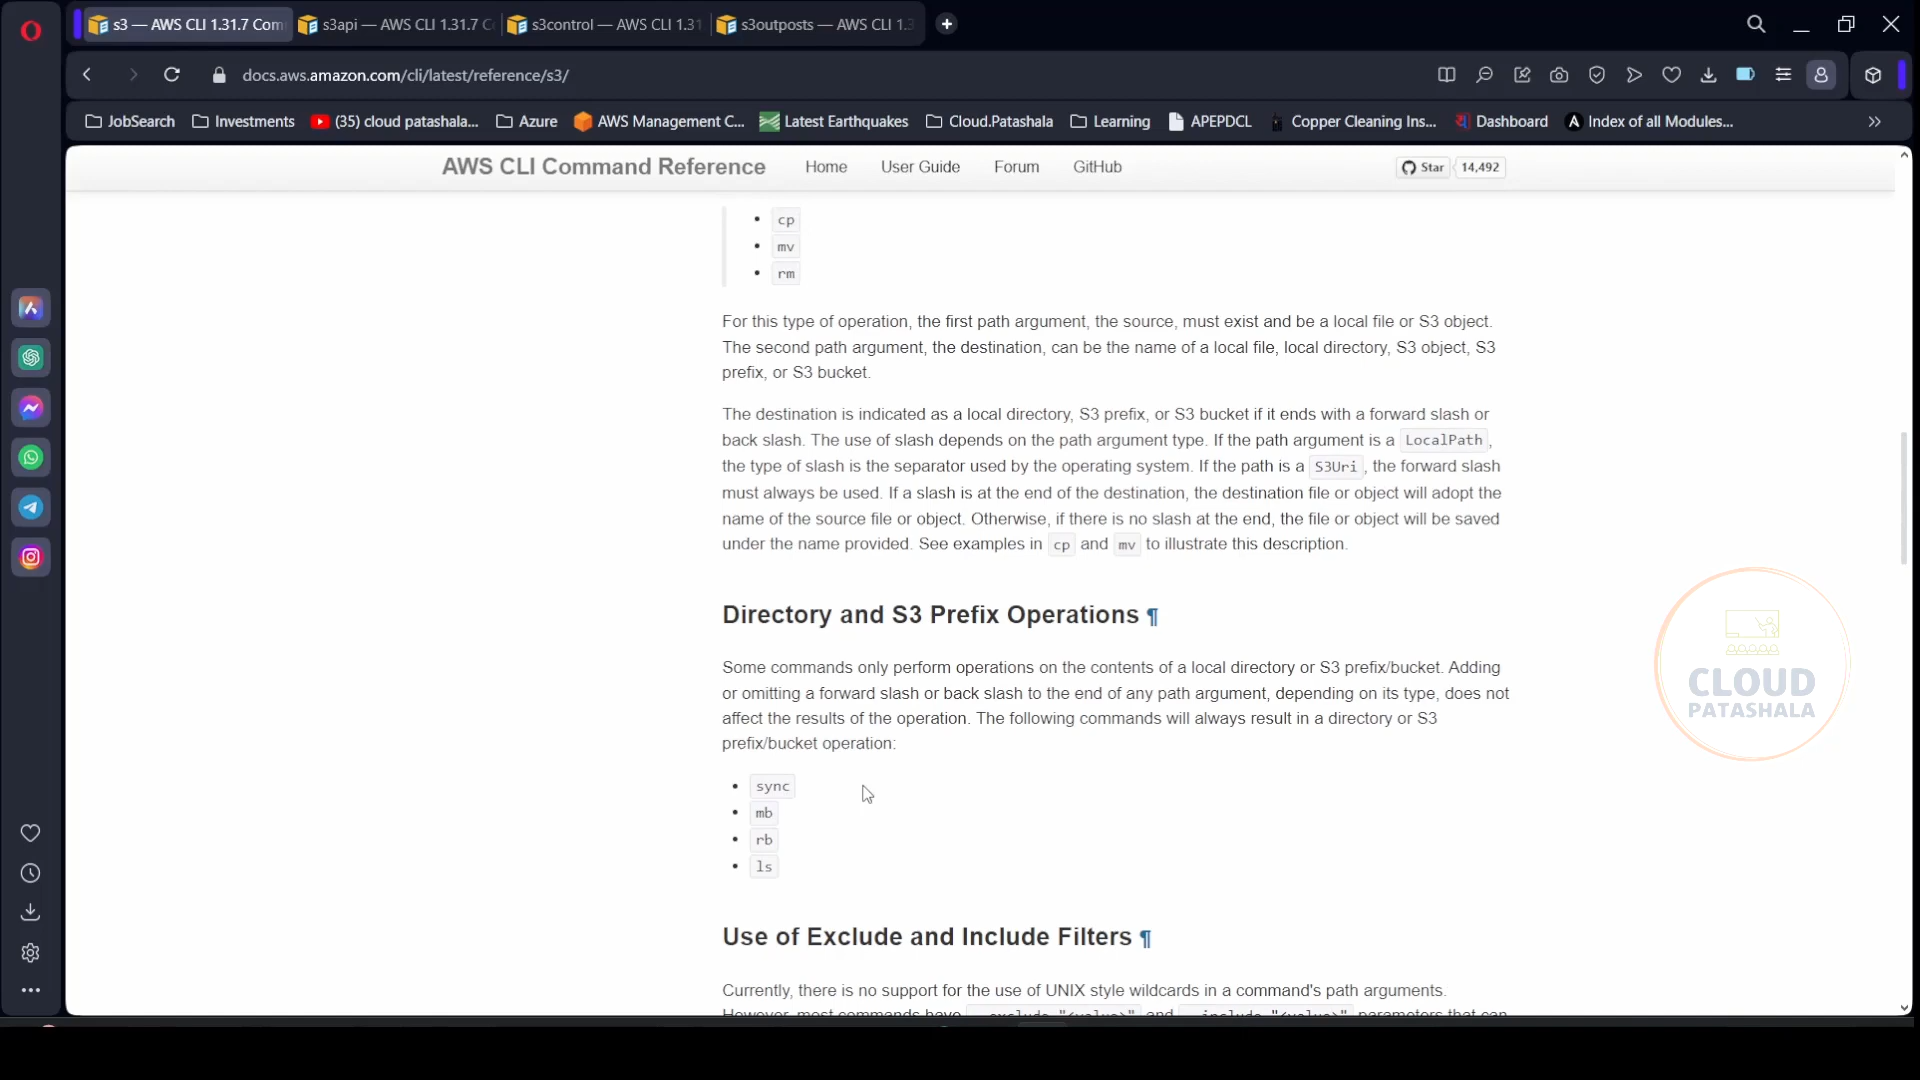 s3 — AWS CLI 1.31.7 Com
s3api — AWS CLI 1.31.7 C
s3control — AWS CLI 1.31
s3outposts — AWS CLI 1.3
docs.aws.amazon.com/cli/latest/reference/s3/
JobSearch
Investments
(35) cloud patashala...
Azure
AWS Management C...
Latest Earthquakes
Cloud.Patashala
Learning
APEPDCL
Copper Cleaning Ins...
Dashboard
Index of all Modules...
AWS CLI Command Reference
Home
User Guide
Forum
GitHub
Star
14,492
• cp
• mv
• rm
For this type of operation, the first path argument, the source, must exist and be a local file or S3 object.
The second path argument, the destination, can be the name of a local file, local directory, S3 object, S3
prefix, or S3 bucket.
The destination is indicated as a local directory, S3 prefix, or S3 bucket if it ends with a forward slash or
back slash. The use of slash depends on the path argument type. If the path argument is a LocalPath,
the type of slash is the separator used by the operating system. If the path is a S3Uri, the forward slash
must always be used. If a slash is at the end of the destination, the destination file or object will adopt the
name of the source file or object. Otherwise, if there is no slash at the end, the file or object will be saved
under the name provided. See examples in cp and mv to illustrate this description.
Directory and S3 Prefix Operations ¶
Some commands only perform operations on the contents of a local directory or S3 prefix/bucket. Adding
or omitting a forward slash or back slash to the end of any path argument, depending on its type, does not
affect the results of the operation. The following commands will always result in a directory or S3
prefix/bucket operation:
• sync
• mb
• rb
• ls
CLOUD
PATASHALA
Use of Exclude and Include Filters ¶
Currently, there is no support for the use of UNIX style wildcards in a command's path arguments.
However, most commands have --exclude "<value>" and --include "<value>" parameters that can